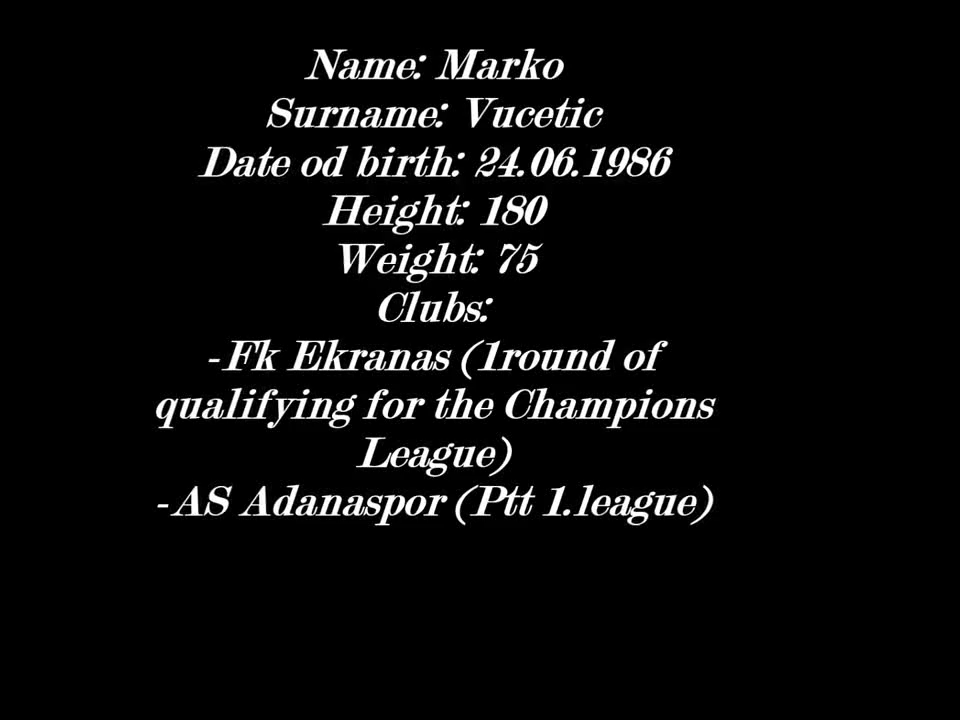 Name: Marko
Surname: Vucetic
Date od birth: 24.06.1986
Height: 180
Weight: 75
Clubs:
-Fk Ekranas (1round of
qualifying for the Champions
League)
-AS Adanaspor (Ptt 1.league)